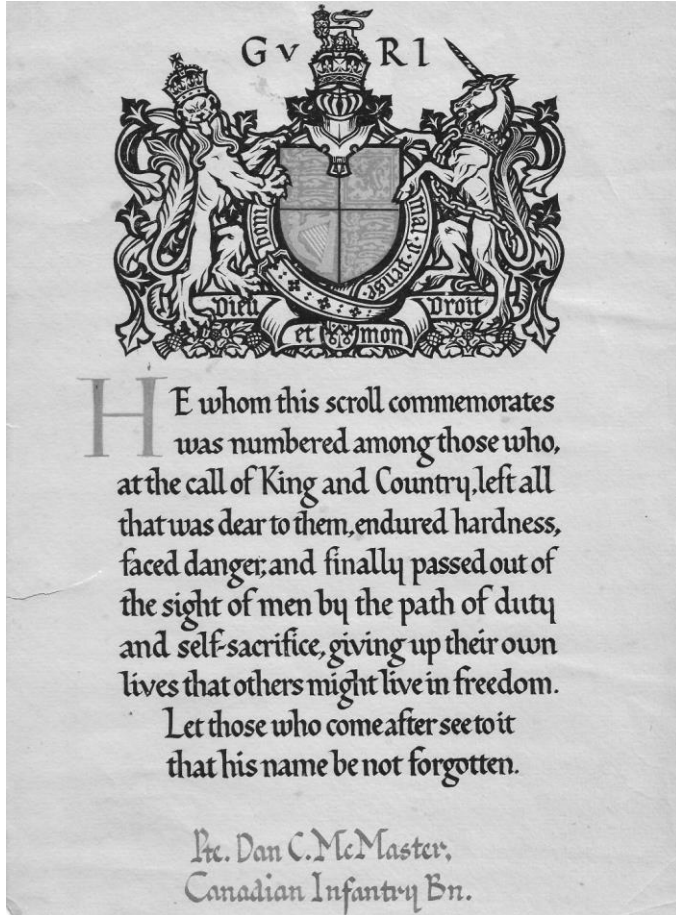 GV RI
honi
mal·y·pense
Dieu Droit
et mon
HE whom this scroll commemorates
was numbered among those who,
at the call of King and Country, left all
that was dear to them, endured hardness,
faced danger, and finally passed out of
the sight of men by the path of duty
and self-sacrifice, giving up their own
lives that others might live in freedom.
Let those who come after see to it
that his name be not forgotten.
Pte. Dan C. McMaster,
Canadian Infantry Bn.